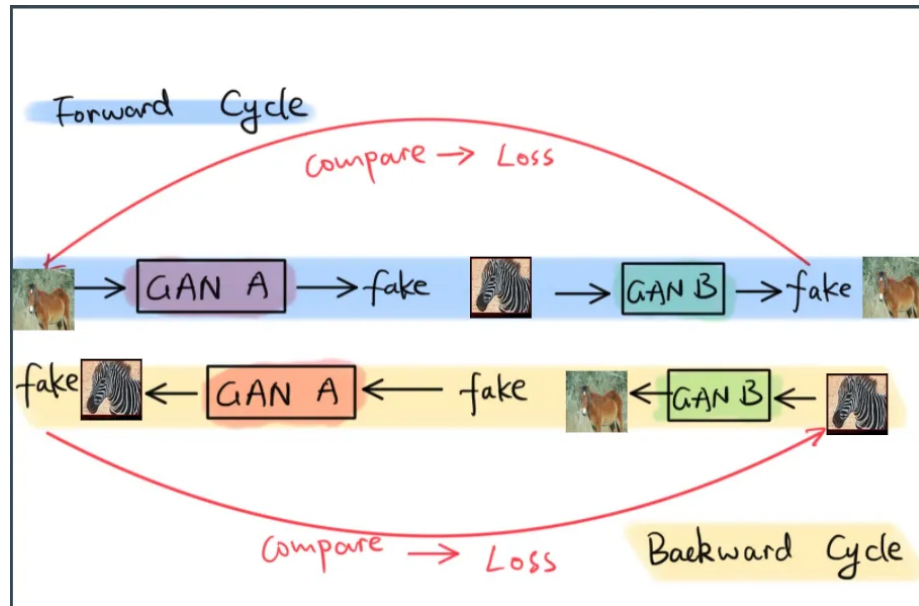 Forward Cycle
Compare → Loss
→ GAN A → fake → GAN B → fake
fake ← GAN A ← fake ← GAN B ←
Compare → Loss
Backward Cycle